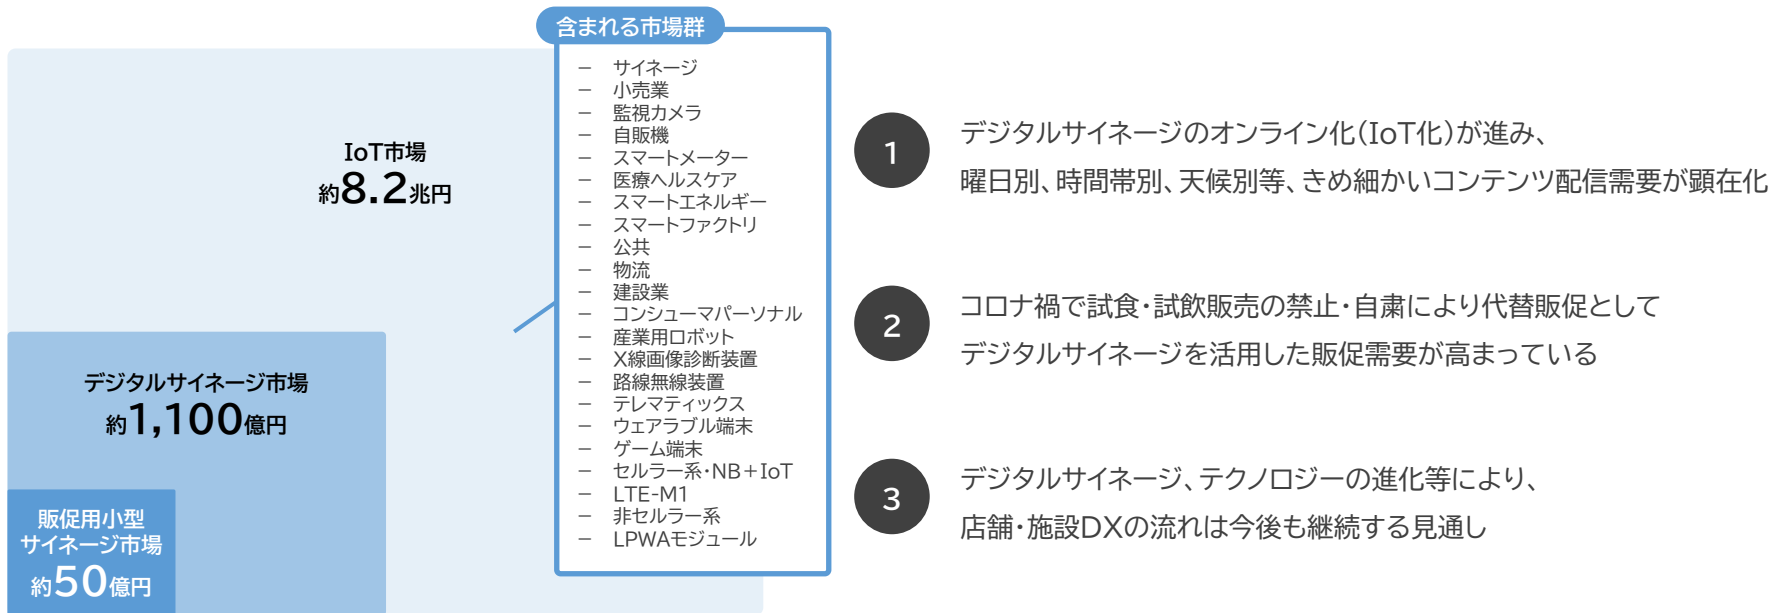 含まれる市場群
－ サイネージ
－ 小売業
－ 監視カメラ
－ 自販機
－ スマートメーター
－ 医療ヘルスケア
－ スマートエネルギー
－ スマートファクトリ
－ 公共
－ 物流
－ 建設業
－ コンシューマパーソナル
－ 産業用ロボット
－ X線画像診断装置
－ 路線無線装置
－ テレマティックス
－ ウェアラブル端末
－ ゲーム端末
－ セルラー系・NB＋IoT
－ LTE-M1
－ 非セルラー系
－ LPWAモジュール
IoT市場
約8.2兆円
デジタルサイネージ市場
約1,100億円
販促用小型
サイネージ市場
約50億円
1
デジタルサイネージのオンライン化（IoT化）が進み、
曜日別、時間帯別、天候別等、きめ細かいコンテンツ配信需要が顕在化
2
コロナ禍で試食・試飲販売の禁止・自粛により代替販促として
デジタルサイネージを活用した販促需要が高まっている
3
デジタルサイネージ、テクノロジーの進化等により、
店舗・施設DXの流れは今後も継続する見通し